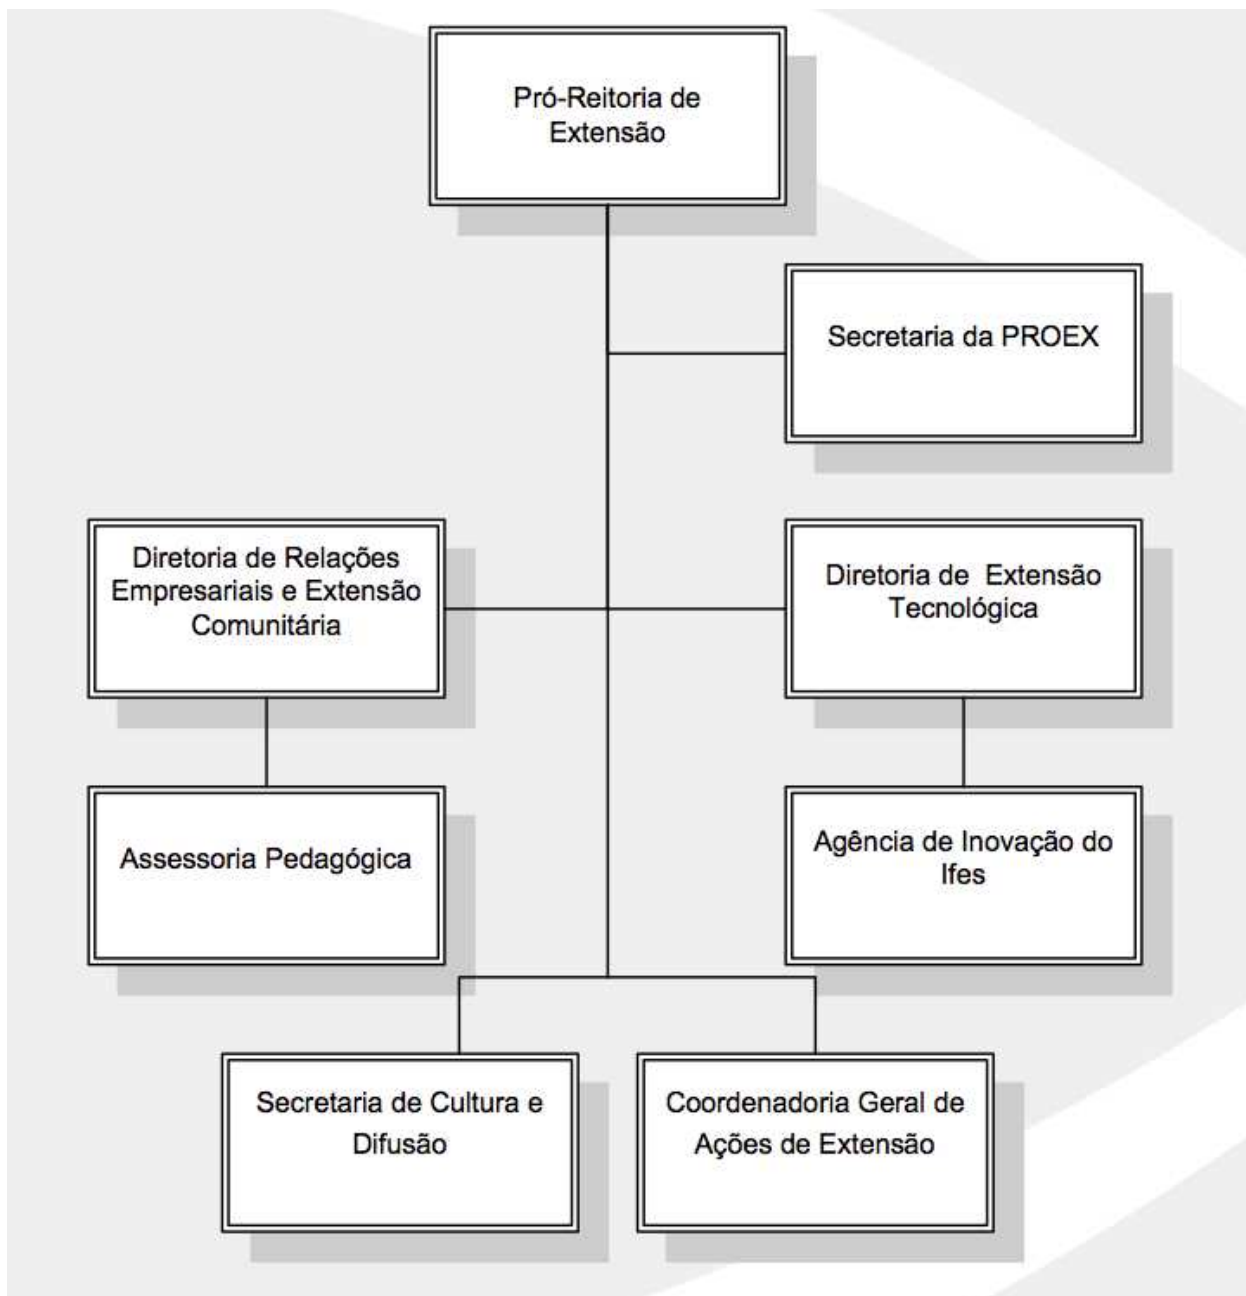 Pró-Reitoria de
Extensão
Secretaria da PROEX
Diretoria de Relações
Empresariais e Extensão
Comunitária
Diretoria de Extensão
Tecnológica
Assessoria Pedagógica
Agência de Inovação do
Ifes
Secretaria de Cultura e
Difusão
Coordenadoria Geral de
Ações de Extensão